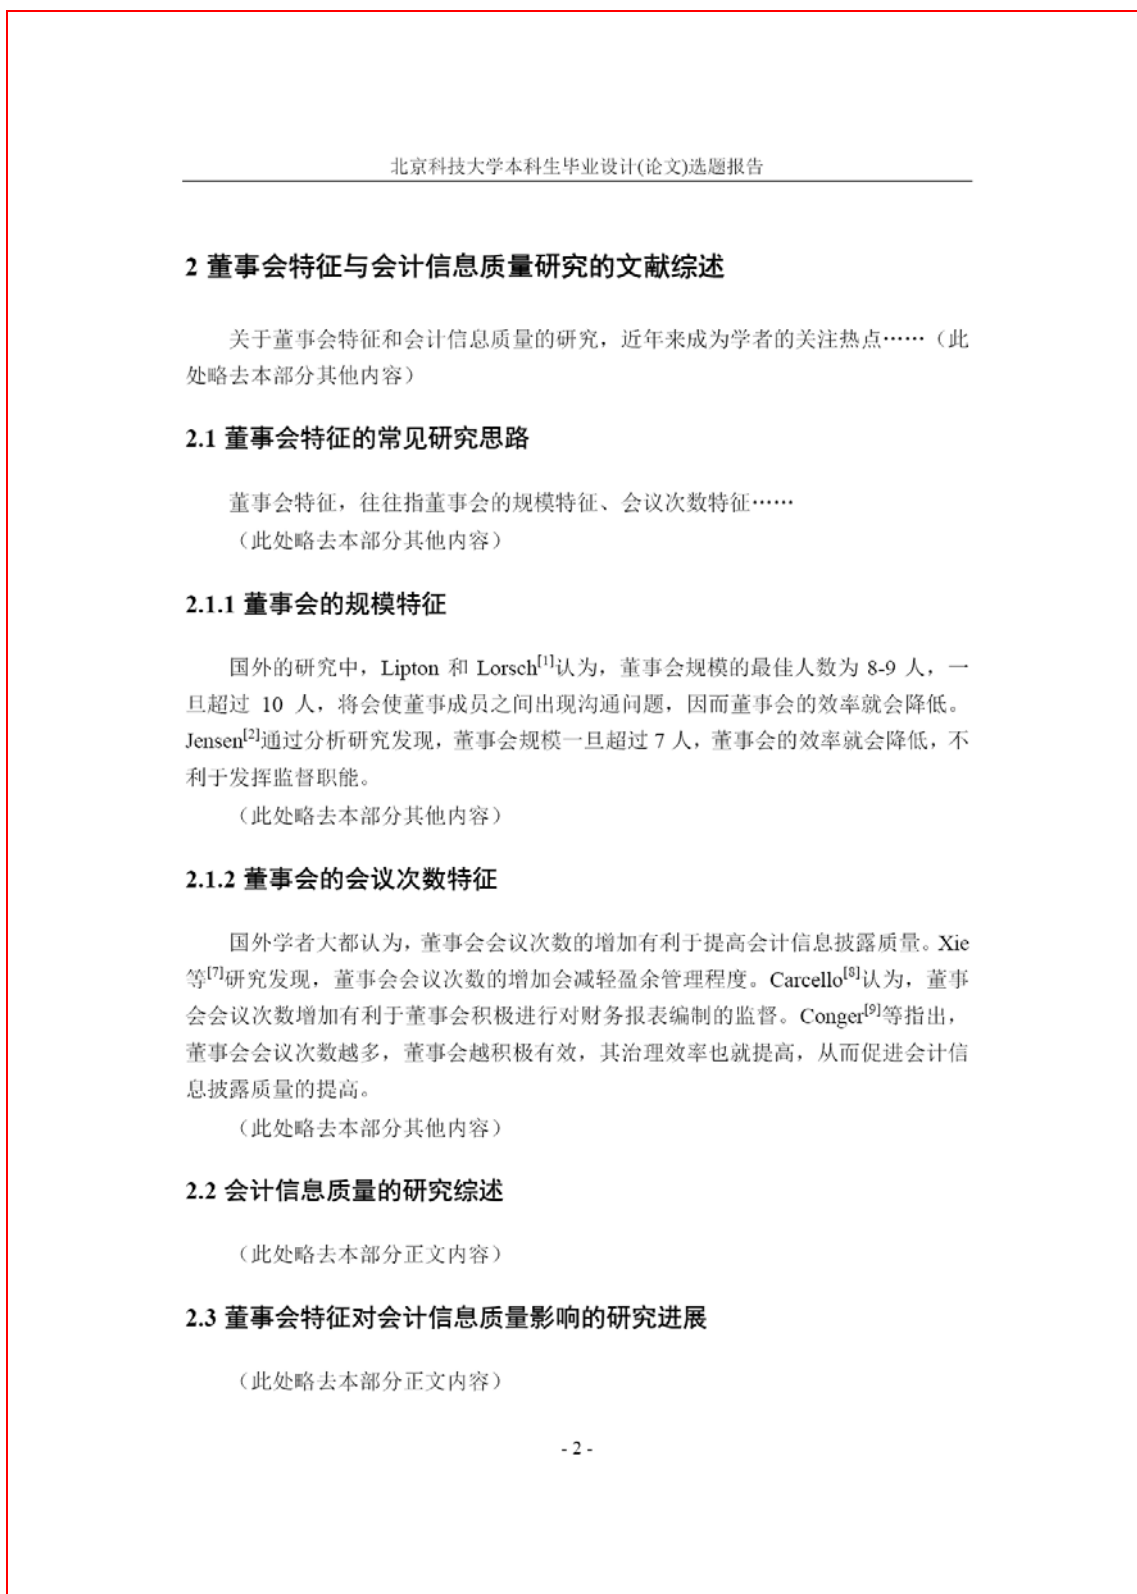 北京科技大学本科生毕业设计(论文)选题报告
2 董事会特征与会计信息质量研究的文献综述
关于董事会特征和会计信息质量的研究，近年来成为学者的关注热点……（此
处略去本部分其他内容）
2.1 董事会特征的常见研究思路
董事会特征，往往指董事会的规模特征、会议次数特征……
（此处略去本部分其他内容）
2.1.1 董事会的规模特征
国外的研究中，Lipton 和 Lorsch[1]认为，董事会规模的最佳人数为 8-9 人，一
旦超过 10 人，将会使董事成员之间出现沟通问题，因而董事会的效率就会降低。
Jensen[2]通过分析研究发现，董事会规模一旦超过 7 人，董事会的效率就会降低，不
利于发挥监督职能。
（此处略去本部分其他内容）
2.1.2 董事会的会议次数特征
国外学者大都认为，董事会会议次数的增加有利于提高会计信息披露质量。Xie
等[7]研究发现，董事会会议次数的增加会减轻盈余管理程度。Carcello[8]认为，董事
会会议次数增加有利于董事会积极进行对财务报表编制的监督。Conger[9]等指出，
董事会会议次数越多，董事会越积极有效，其治理效率也就提高，从而促进会计信
息披露质量的提高。
（此处略去本部分其他内容）
2.2 会计信息质量的研究综述
（此处略去本部分正文内容）
2.3 董事会特征对会计信息质量影响的研究进展
（此处略去本部分正文内容）
- 2 -